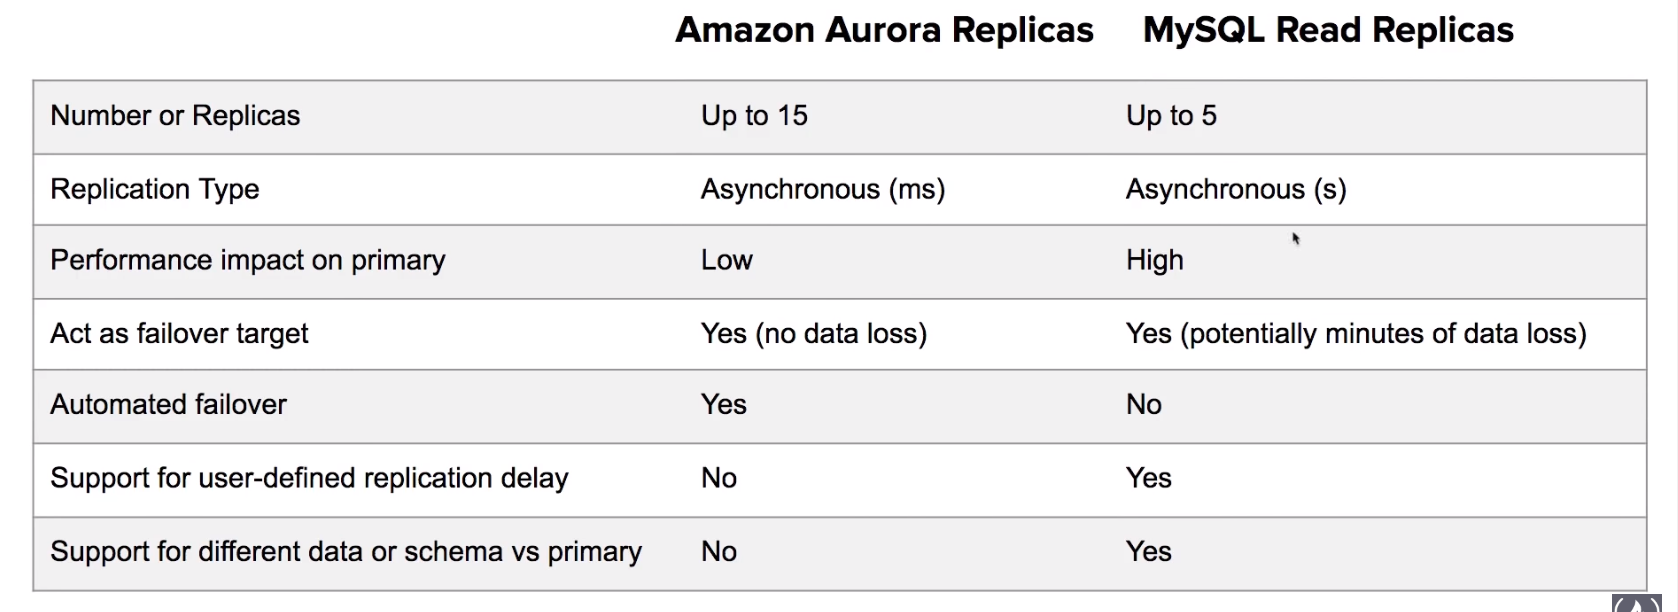 Amazon Aurora Replicas MySQL Read Replicas
Number or Replicas Up to 15 Up to 5
Replication Type Asynchronous (ms) Asynchronous (s)
Performance impact on primary Low High
Act as failover target Yes (no data loss) Yes (potentially minutes of data loss)
Automated failover Yes No
Support for user-defined replication delay No Yes
Support for different data or schema vs primary No Yes